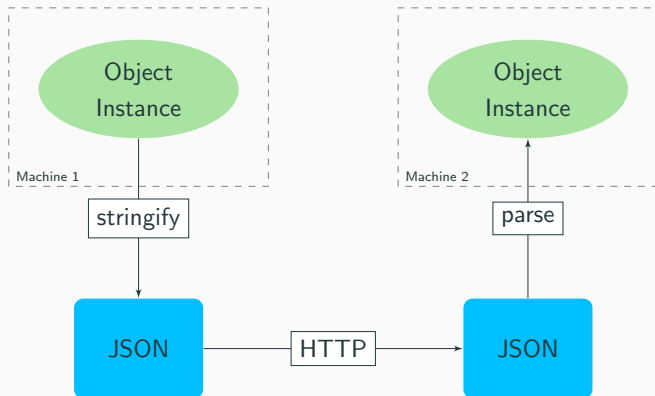 Object
Instance
Machine 1
Object
Instance
Machine 2
stringify
parse
JSON
HTTP
JSON